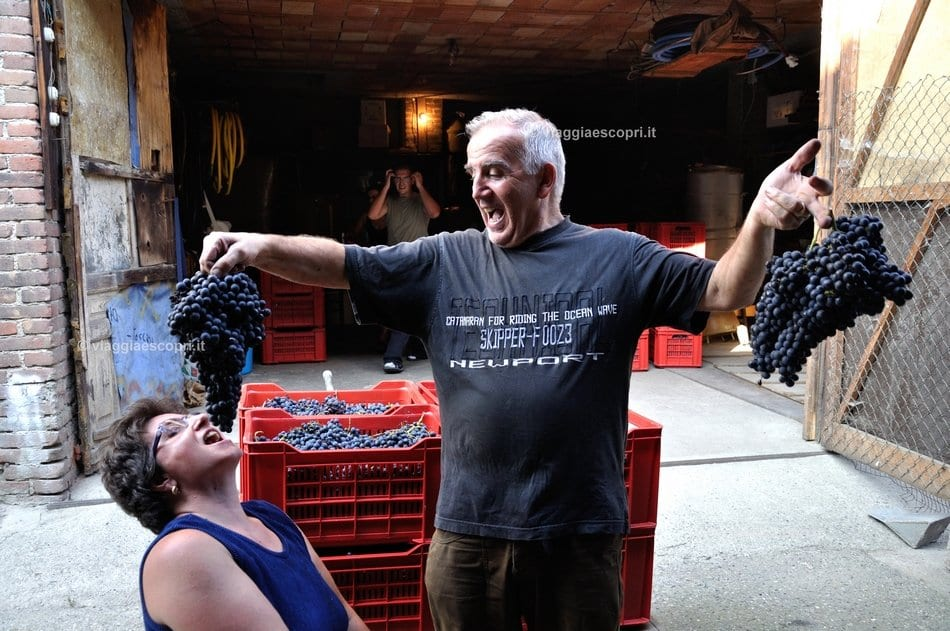 viaggiaescopri.it
CATAMARAN FOR RIDING THE OCEAN WAVE
SKIPPER-F0023
NEWPORT
© viaggiaescopri.it